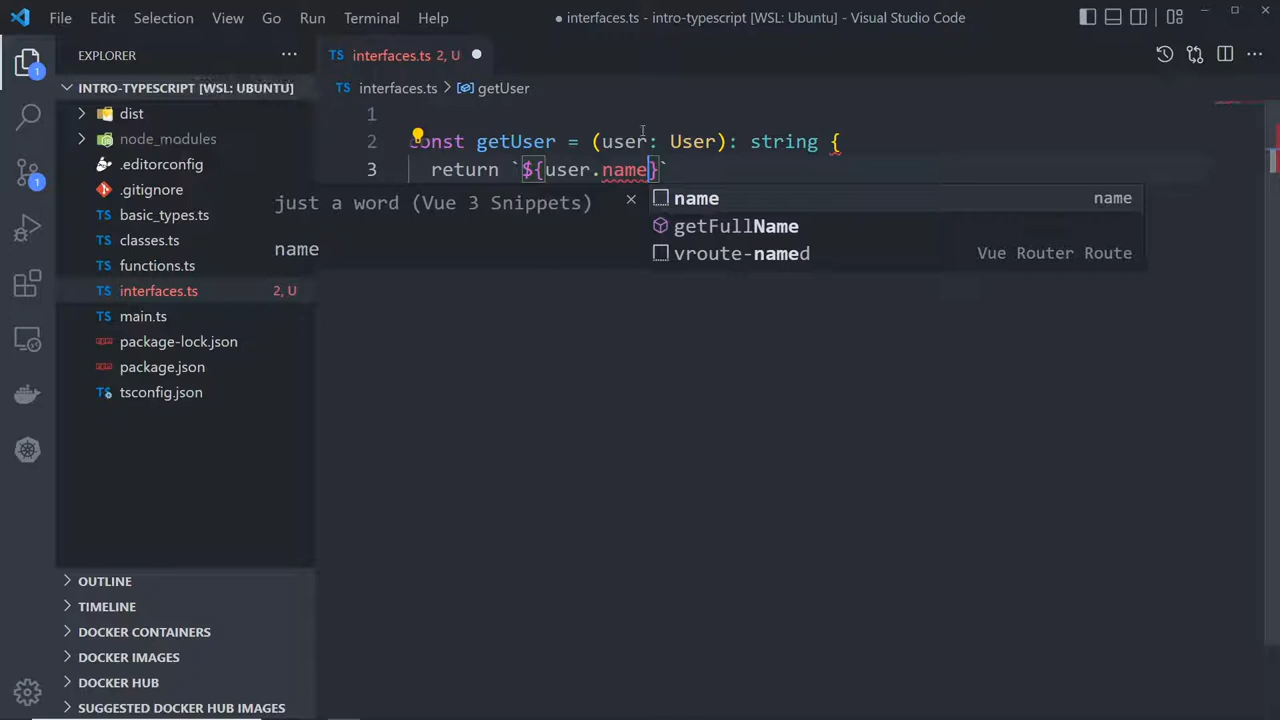 File Edit Selection View Go Run Terminal Help ● interfaces.ts - intro-typescript [WSL: Ubuntu] - Visual Studio Code
EXPLORER ···
TS interfaces.ts 2, U ●
INTRO-TYPESCRIPT [WSL: UBUNTU]
interfaces.ts > getUser
1
dist
1
2 const getUser = (user: User): string {
node_modules
3 return `${user.name}`
.editorconfig
1
.gitignore
just a word (Vue 3 Snippets) ×
name name
TS basic_types.ts
getFullName
TS classes.ts
name
vroute-named Vue Router Route
TS functions.ts
TS interfaces.ts 2, U
TS main.ts
package-lock.json
package.json
TS tsconfig.json
OUTLINE
TIMELINE
DOCKER CONTAINERS
DOCKER IMAGES
DOCKER HUB
SUGGESTED DOCKER HUB IMAGES